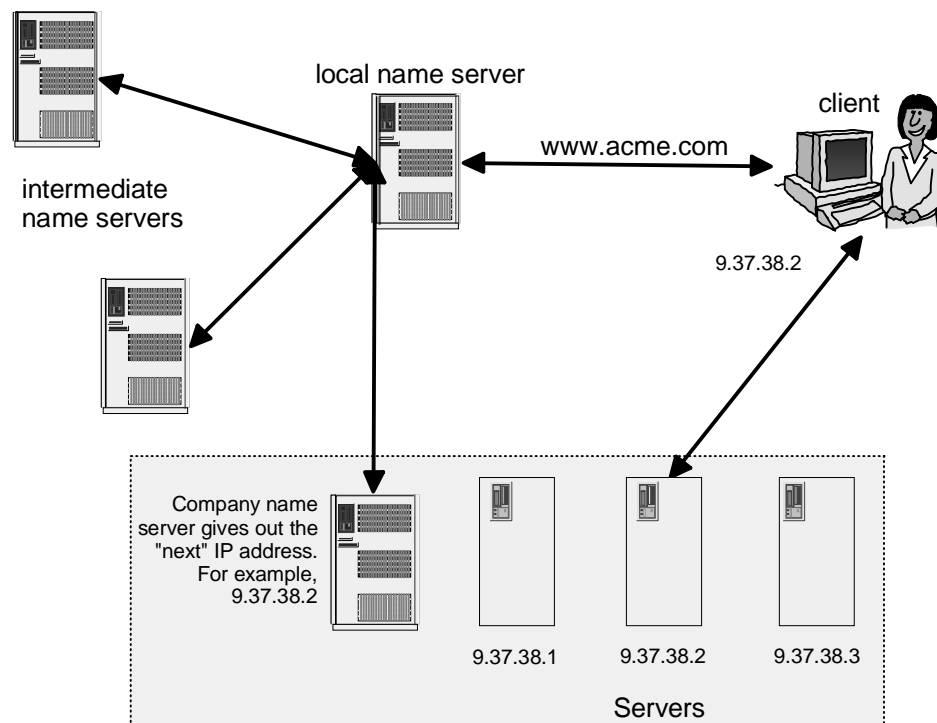 local name server
client
www.acme.com
intermediate
name servers
9.37.38.2
Company name
server gives out the
"next" IP address.
For example,
9.37.38.2
9.37.38.1
9.37.38.2
9.37.38.3
Servers